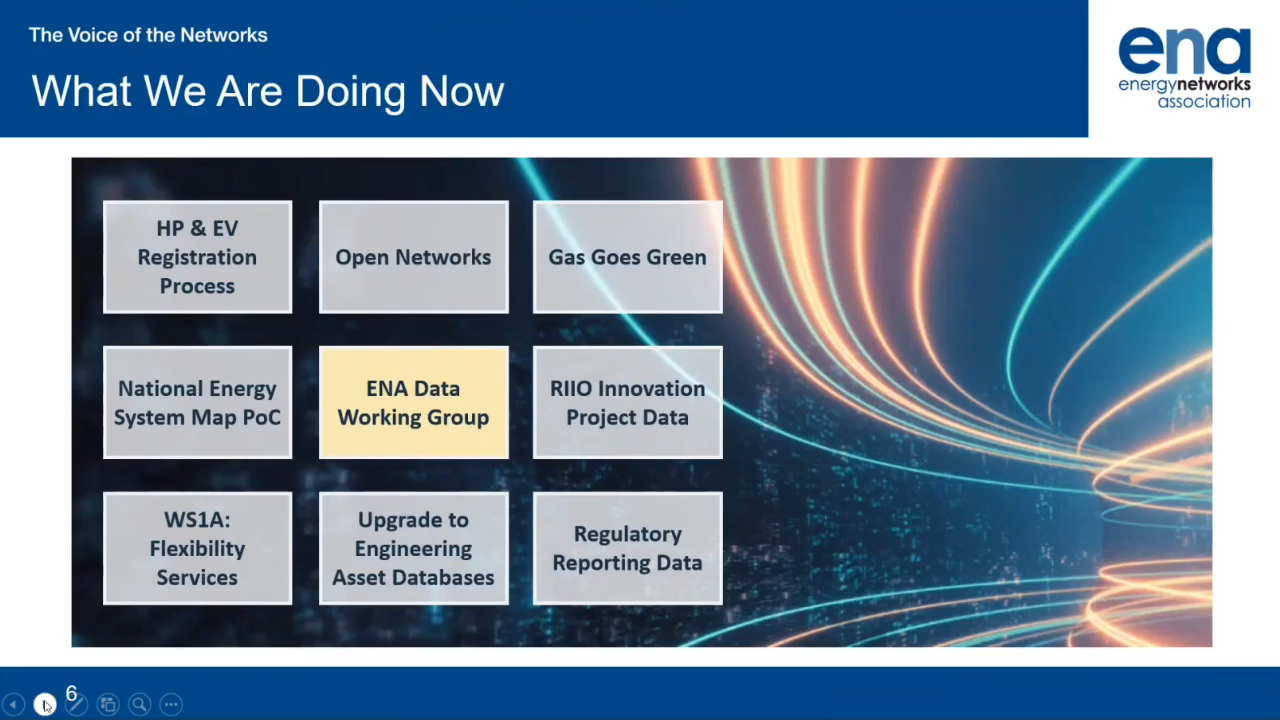 The Voice of the Networks
What We Are Doing Now
ena
energynetworks
association
HP & EV
Registration
Process
Open Networks
Gas Goes Green
National Energy
System Map PoC
ENA Data
Working Group
RIIO Innovation
Project Data
WS1A:
Flexibility
Services
Upgrade to
Engineering
Asset Databases
Regulatory
Reporting Data
6